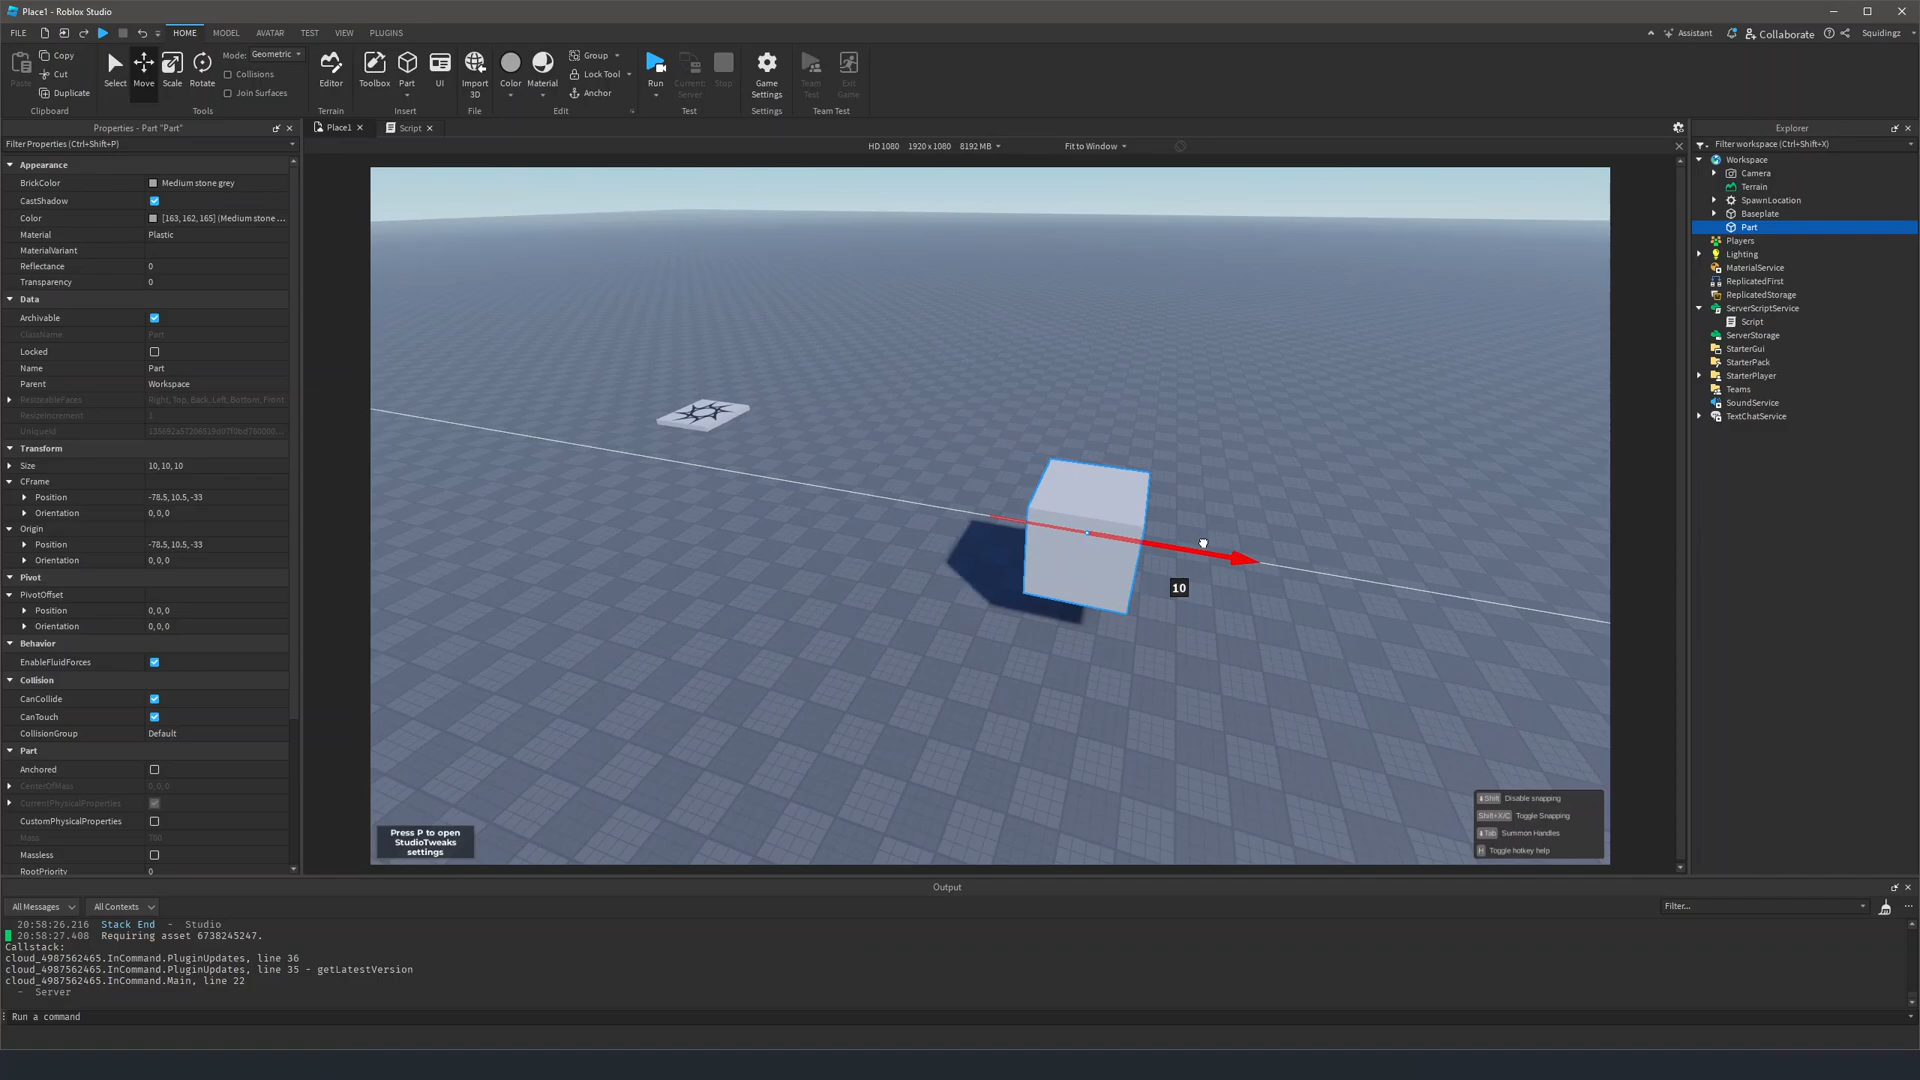 Place1 - Roblox Studio
FILE
HOME
MODEL
AVATAR
TEST
VIEW
PLUGINS
Assistant
Collaborate
Squidingz
Paste
Copy
Cut
Duplicate
Clipboard
Select
Move
Scale
Rotate
Mode: Geometric
Collisions
Join Surfaces
Tools
Editor
Terrain
Toolbox
Part
UI
Insert
Import
3D
File
Color
Material
Group
Lock Tool
Anchor
Edit
Run
Current:
Server
Stop
Test
Game
Settings
Settings
Team
Test
Exit
Game
Team Test
Properties - Part "Part"
Filter Properties (Ctrl+Shift+P)
Appearance
BrickColor Medium stone grey
CastShadow
Color [163, 162, 165] (Medium stone ...
Material Plastic
MaterialVariant
Reflectance 0
Transparency 0
Data
Archivable
ClassName Part
Locked
Name Part
Parent Workspace
ResizeableFaces Right, Top, Back, Left, Bottom, Front
ResizeIncrement 1
UniqueId
Transform
Size 10, 10, 10
CFrame
Position -78.5, 10.5, -33
Orientation 0, 0, 0
Origin
Position -78.5, 10.5, -33
Orientation 0, 0, 0
Pivot
PivotOffset
Position 0, 0, 0
Orientation 0, 0, 0
Behavior
EnableFluidForces
Collision
CanCollide
CanTouch
CollisionGroup Default
Part
Anchored
CenterOfMass 0, 0, 0
CurrentPhysicalProperties
CustomPhysicalProperties
Mass 700
Massless
RootPriority 0
Place1
Script
HD 1080 1920 x 1080 8192 MB
Fit to Window
10
Press P to open
StudioTweaks
settings
Shift Disable snapping
Shift+X/C Toggle Snapping
Tab Summon Handles
H Toggle hotkey help
Explorer
Filter workspace (Ctrl+Shift+X)
Workspace
Camera
Terrain
SpawnLocation
Baseplate
Part
Players
Lighting
MaterialService
ReplicatedFirst
ReplicatedStorage
ServerScriptService
Script
ServerStorage
StarterGui
StarterPack
StarterPlayer
Teams
SoundService
TextChatService
Output
All Messages
All Contexts
Filter...
20:58:26.216 Stack End - Studio
20:58:27.408 Requiring asset 6738245247.
Callstack:
cloud_4987562465.InCommand.PluginUpdates, line 36
cloud_4987562465.InCommand.PluginUpdates, line 35 - getLatestVersion
cloud_4987562465.InCommand.Main, line 22
- Server
Run a command